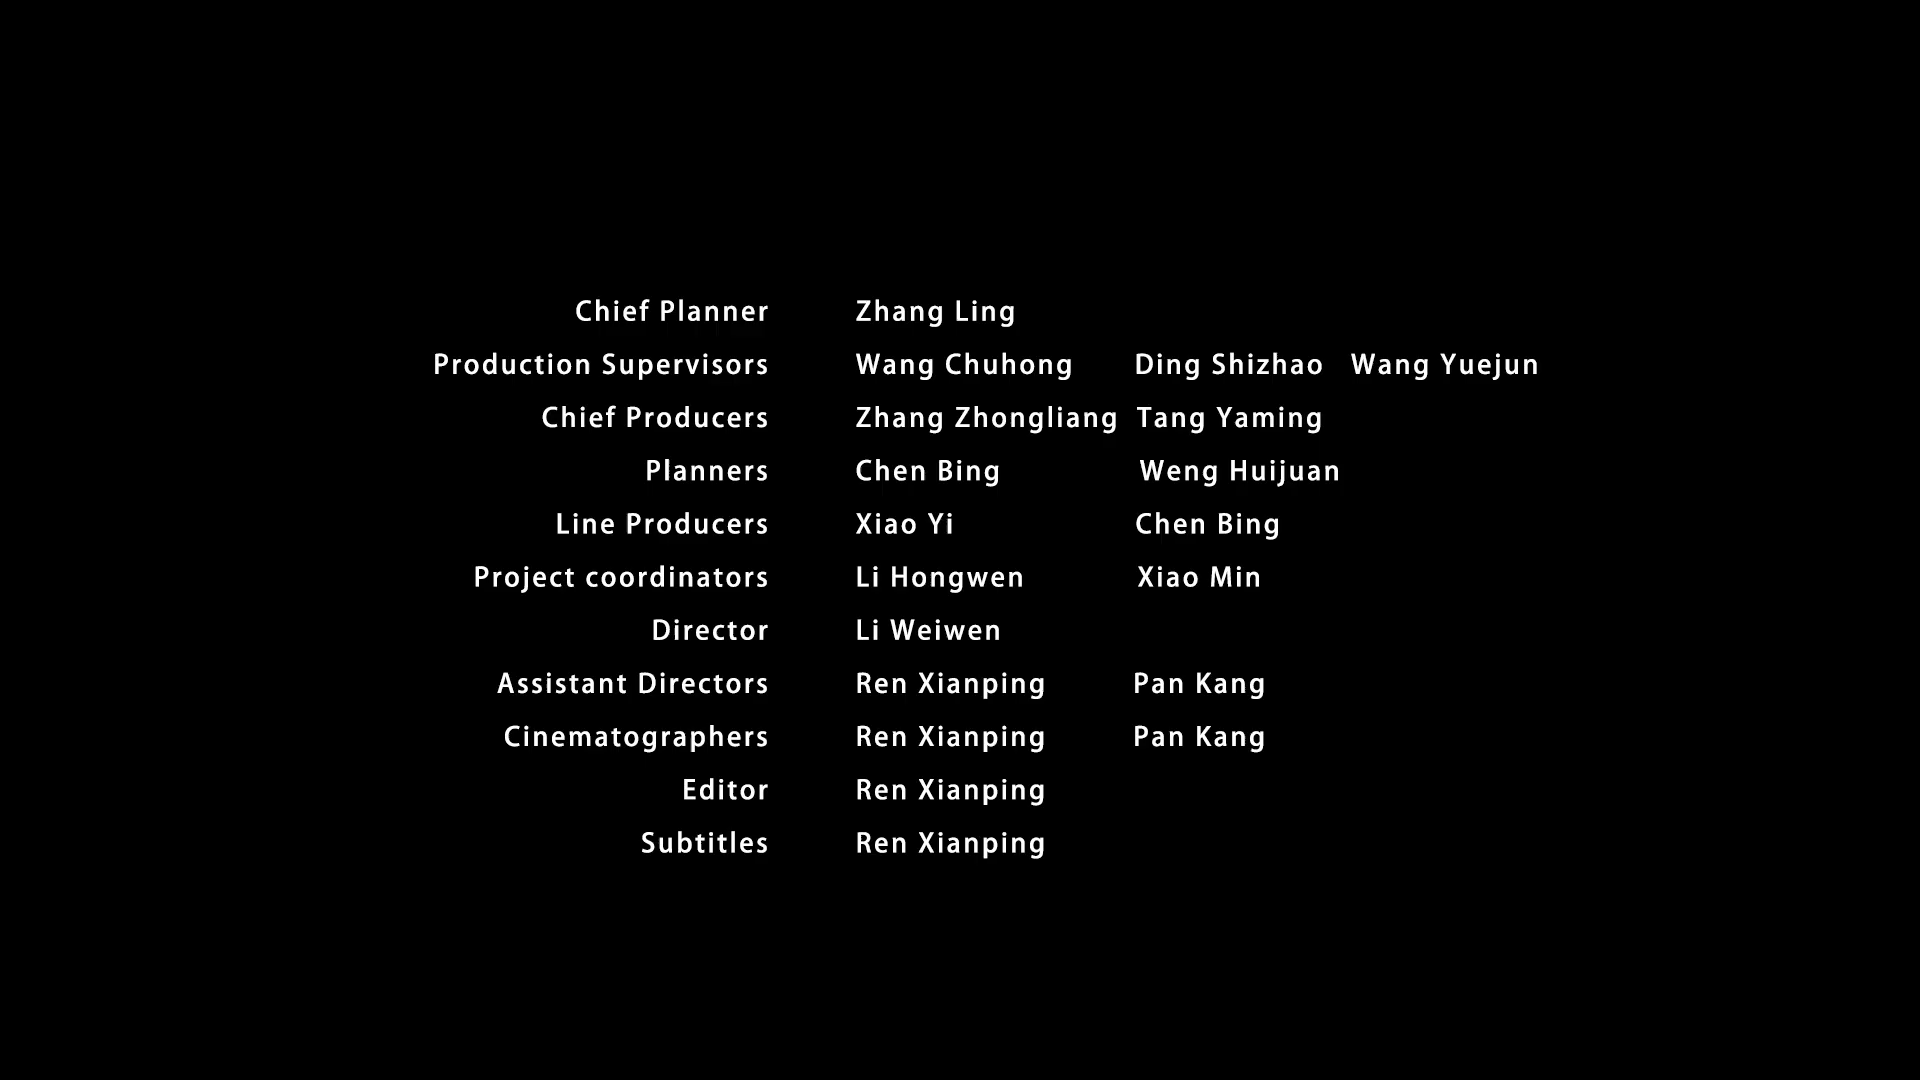 Chief Planner Zhang Ling
Production Supervisors Wang Chuhong Ding Shizhao Wang Yuejun
Chief Producers Zhang Zhongliang Tang Yaming
Planners Chen Bing Weng Huijuan
Line Producers Xiao Yi Chen Bing
Project coordinators Li Hongwen Xiao Min
Director Li Weiwen
Assistant Directors Ren Xianping Pan Kang
Cinematographers Ren Xianping Pan Kang
Editor Ren Xianping
Subtitles Ren Xianping